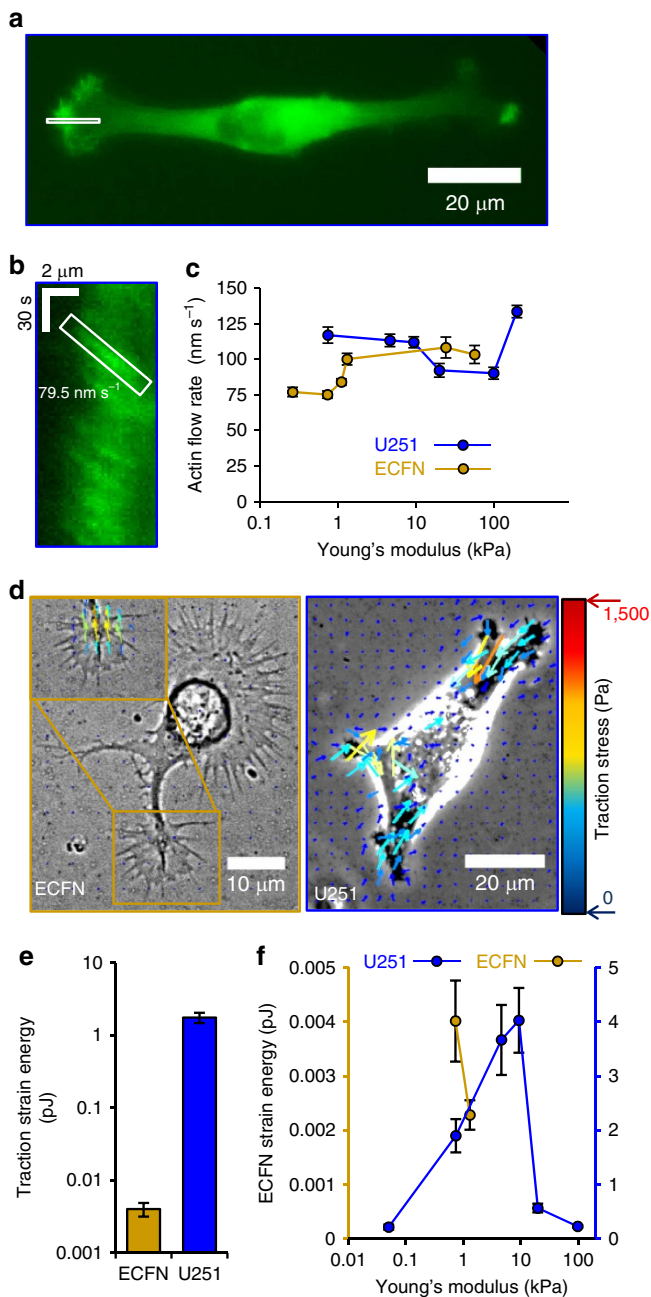 a
20 μm
b
2 μm
30 s
79.5 nm s⁻¹
c
150
125
100
75
50
25
0
Actin flow rate (nm s⁻¹)
U251
ECFN
0.1
1
10
100
Young's modulus (kPa)
d
ECFN
10 μm
U251
20 μm
1,500
Traction stress (Pa)
0
e
10
1
0.1
0.01
0.001
Traction strain energy
(pJ)
ECFN
U251
f
U251
ECFN
0.005
0.004
0.003
0.002
0.001
0
ECFN strain energy (pJ)
5
4
3
2
1
0
0.01
0.1
1
10
100
Young's modulus (kPa)